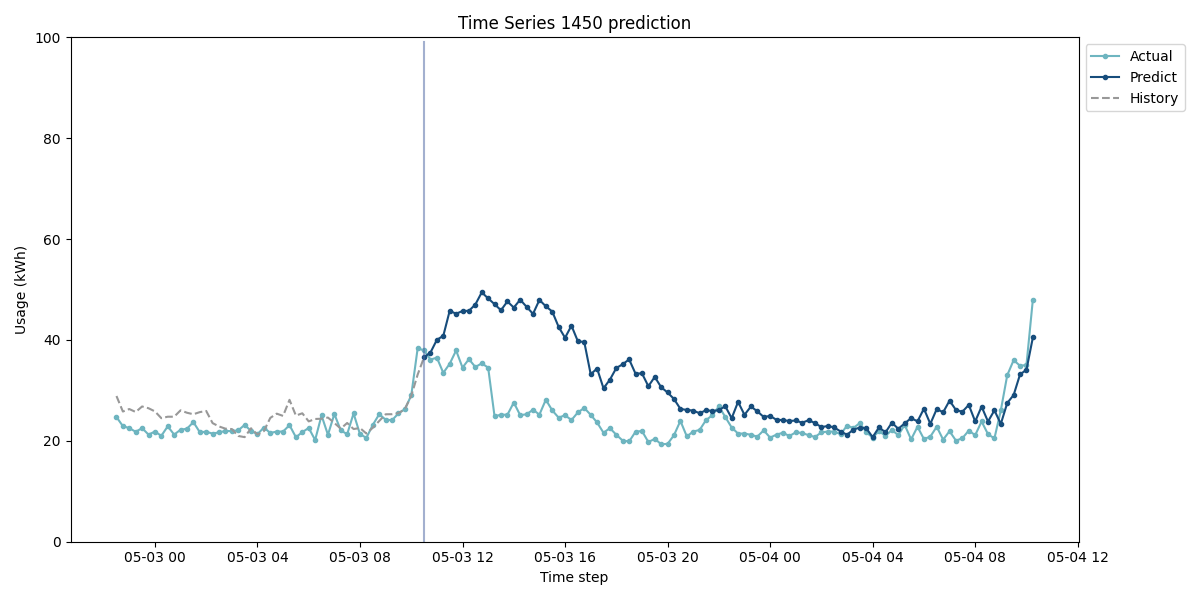 Time Series 1450 prediction
100
80
60
40
20
0
Usage (kWh)
05-03 00
05-03 04
05-03 08
05-03 12
05-03 16
05-03 20
05-04 00
05-04 04
05-04 08
05-04 12
Time step
Actual
Predict
History